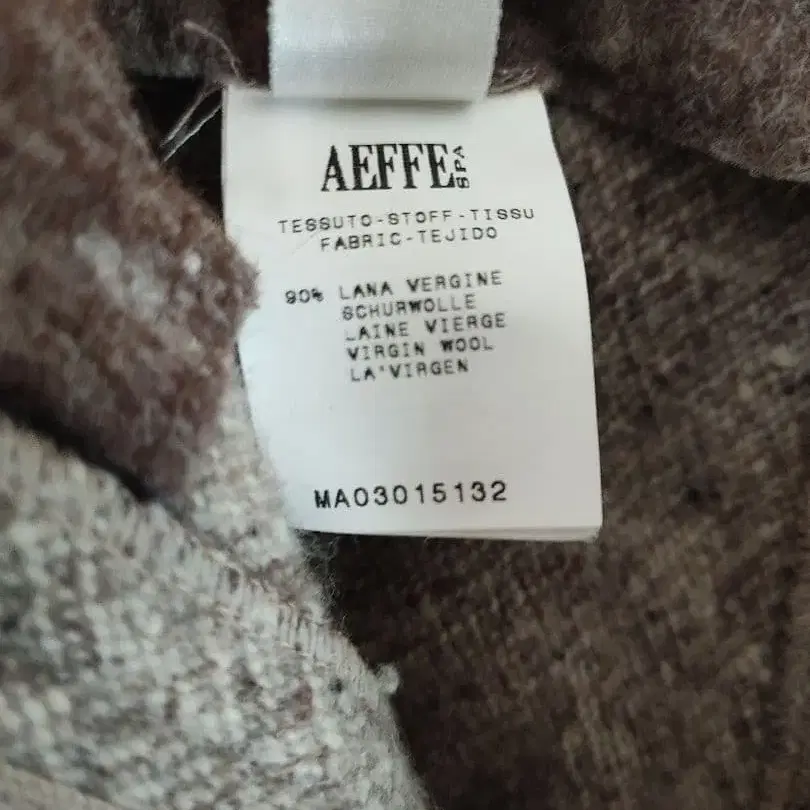 AEFFE SPA
TESSUTO-STOFF-TISSU
FABRIC-TEJIDO
90% LANA VERGINE
SCHURWOLLE
LAINE VIERGE
VIRGIN WOOL
LA'VIRGEN
MA03015132